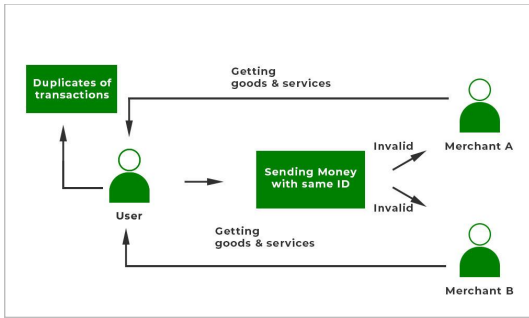 Getting
goods & services
Duplicates of
transactions
Invalid
Merchant A
Sending Money
with same ID
User
Invalid
Getting
goods & services
Merchant B